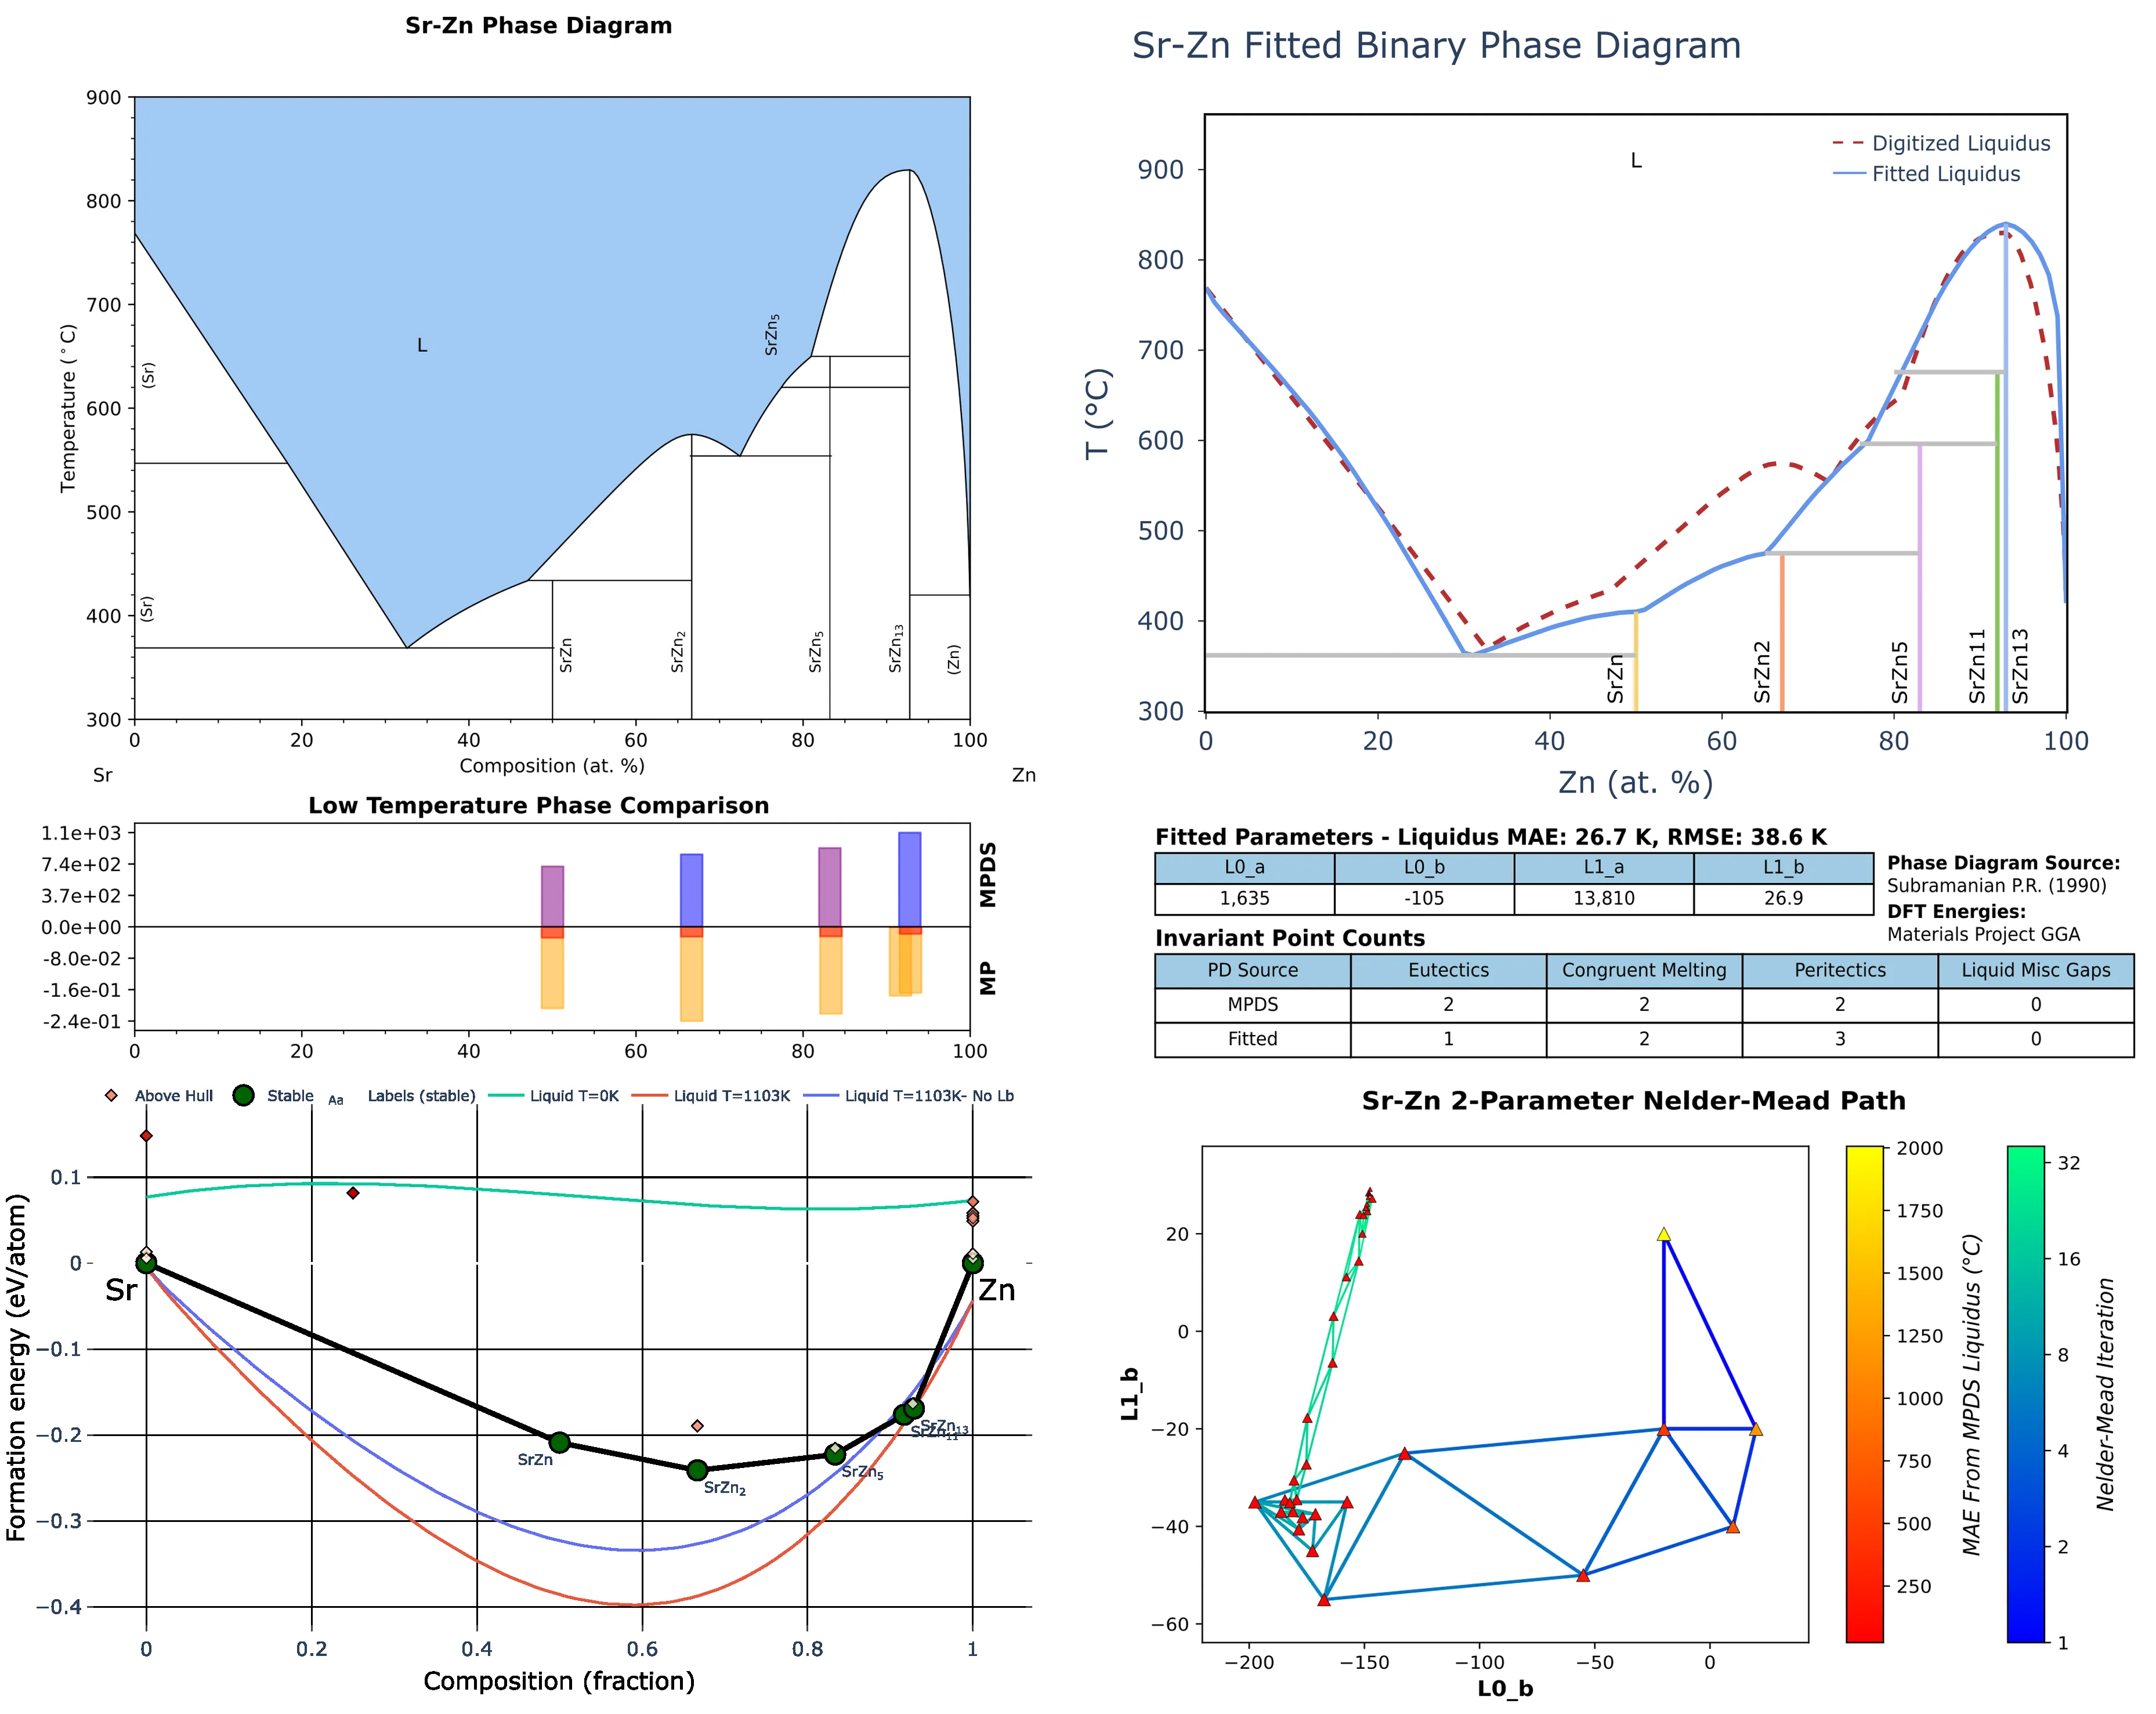 Sr-Zn Phase Diagram
900
800
700
600
500
400
300
Temperature (°C)
L
(Sr)
(Sr)
SrZn5
SrZn
SrZn2
SrZn5
SrZn13
(Zn)
0 20 40 60 80 100
Sr Composition (at. %) Zn
Sr-Zn Fitted Binary Phase Diagram
L
Digitized Liquidus
Fitted Liquidus
900
800
700
600
500
400
300
T (°C)
SrZn
SrZn2
SrZn5
SrZn11
SrZn13
0 20 40 60 80 100
Zn (at. %)
Low Temperature Phase Comparison
1.1e+03
7.4e+02
3.7e+02
0.0e+00
-8.0e-02
-1.6e-01
-2.4e-01
MPDS
MP
0 20 40 60 80 100
Fitted Parameters - Liquidus MAE: 26.7 K, RMSE: 38.6 K
L0_a L0_b L1_a L1_b
1,635 -105 13,810 26.9
Phase Diagram Source:
Subramanian P.R. (1990)
DFT Energies:
Materials Project GGA
Invariant Point Counts
PD Source Eutectics Congruent Melting Peritectics Liquid Misc Gaps
MPDS 2 2 2 0
Fitted 1 2 3 0
Above Hull Stable Aa Labels (stable) Liquid T=0K Liquid T=1103K Liquid T=1103K- No Lb
0.1
0
−0.1
−0.2
−0.3
−0.4
Formation energy (eV/atom)
Sr
Zn
SrZn
SrZn2
SrZn5
SrZn11
SrZn13
0 0.2 0.4 0.6 0.8 1
Composition (fraction)
Sr-Zn 2-Parameter Nelder-Mead Path
20
0
−20
−40
−60
L1_b
−200 −150 −100 −50 0
L0_b
2000
1750
1500
1250
1000
750
500
250
MAE From MPDS Liquidus (°C)
32
16
8
4
2
1
Nelder-Mead Iteration